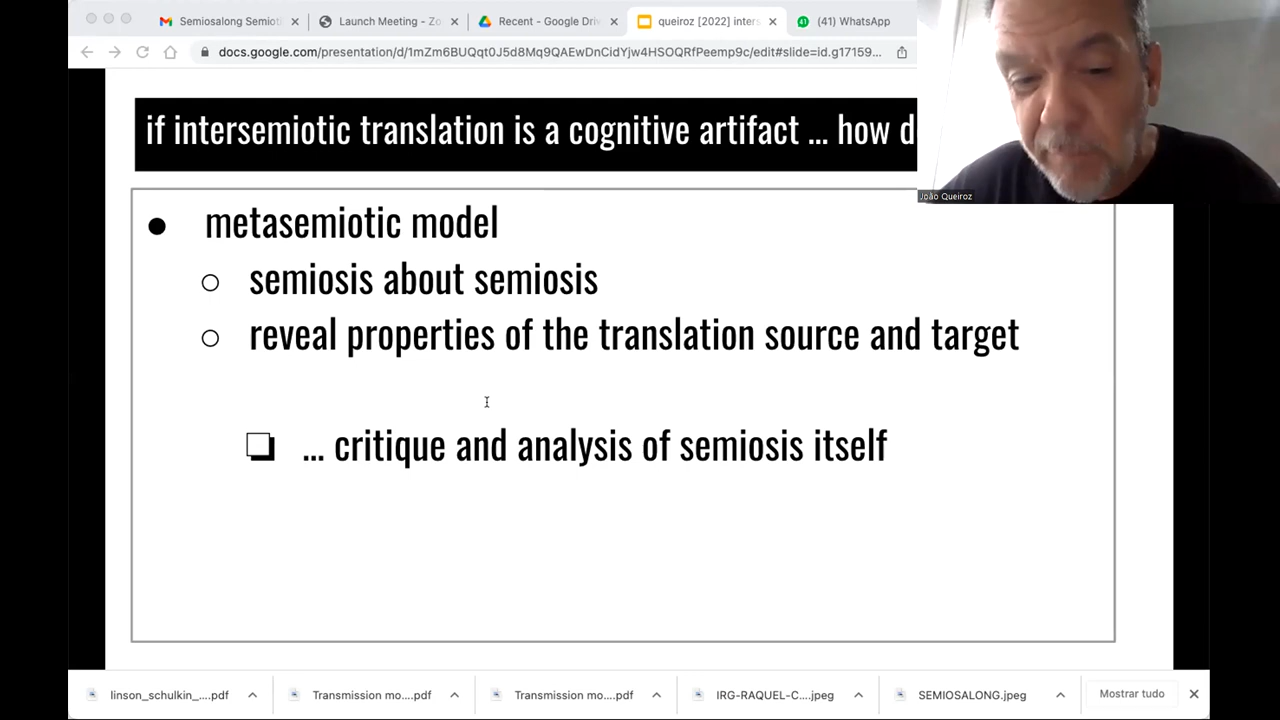 Semiosalong Semioti
Launch Meeting - Zo
Recent - Google Driv
queiroz [2022] inters
(41) WhatsApp
docs.google.com/presentation/d/1mZm6BUQqt0J5d8Mq9QAEwDnCidYjw4HSOQRfPeemp9c/edit#slide=id.g17159...
if intersemiotic translation is a cognitive artifact ... how d
João Queiroz
● metasemiotic model
○ semiosis about semiosis
○ reveal properties of the translation source and target
❑ ... critique and analysis of semiosis itself
linson_schulkin_....pdf
Transmission mo....pdf
Transmission mo....pdf
IRG-RAQUEL-C....jpeg
SEMIOSALONG.jpeg
Mostrar tudo